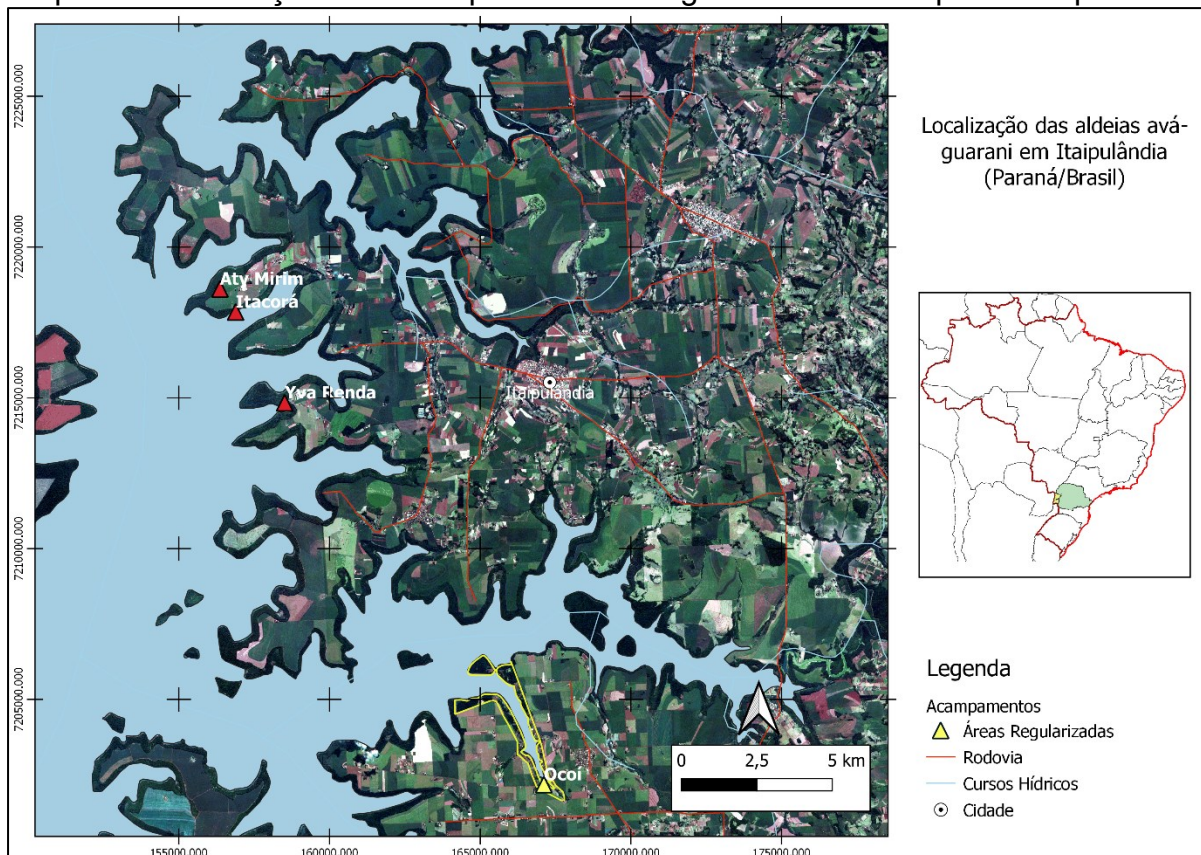 Localização das aldeias avá-
guarani em Itaipulândia
(Paraná/Brasil)
7225000.000
7220000.000
7215000.000
7210000.000
7205000.000
Aty Mirim
Itacorá
Yva Renda
Itaipulândia
Ocoi
0 2,5 5 km
155000.000 160000.000 165000.000 170000.000 175000.000
Legenda
Acampamentos
Áreas Regularizadas
Rodovia
Cursos Hídricos
Cidade